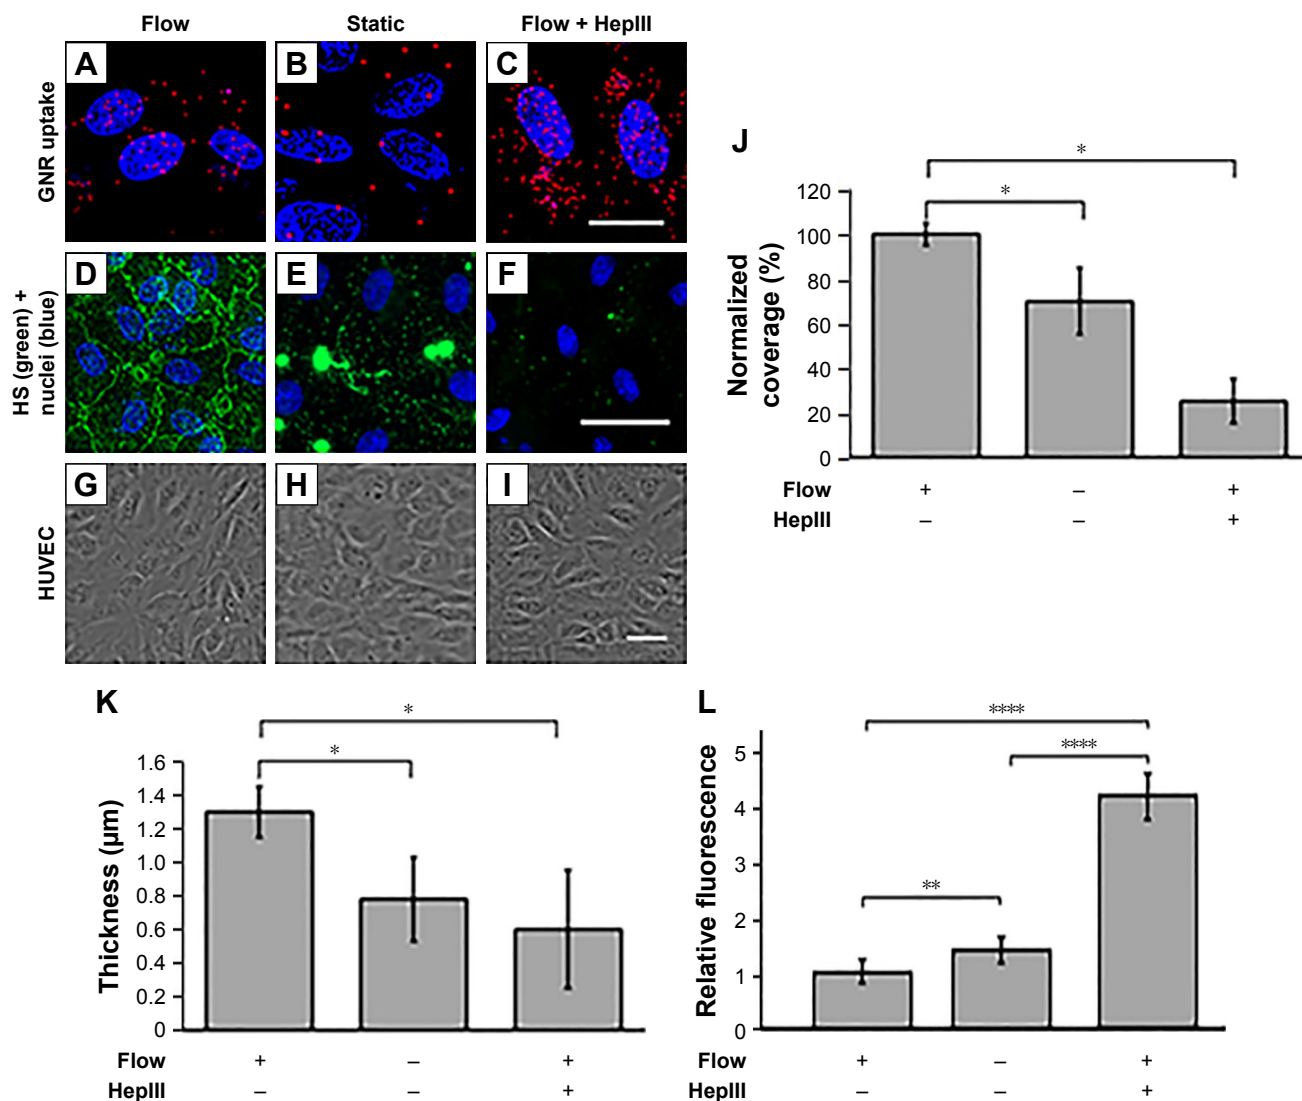 Flow Static Flow + HepIII
GNR uptake
A B C
HS (green) +
nuclei (blue)
D E F
HUVEC
G H I
J
*
*
Normalized
coverage (%)
120
100
80
60
40
20
0
Flow + – +
HepIII – – +
K
*
*
Thickness (µm)
1.6
1.4
1.2
1.0
0.8
0.6
0.4
0.2
0
Flow + – +
HepIII – – +
L
****
****
**
Relative fluorescence
5
4
3
2
1
0
Flow + – +
HepIII – – +